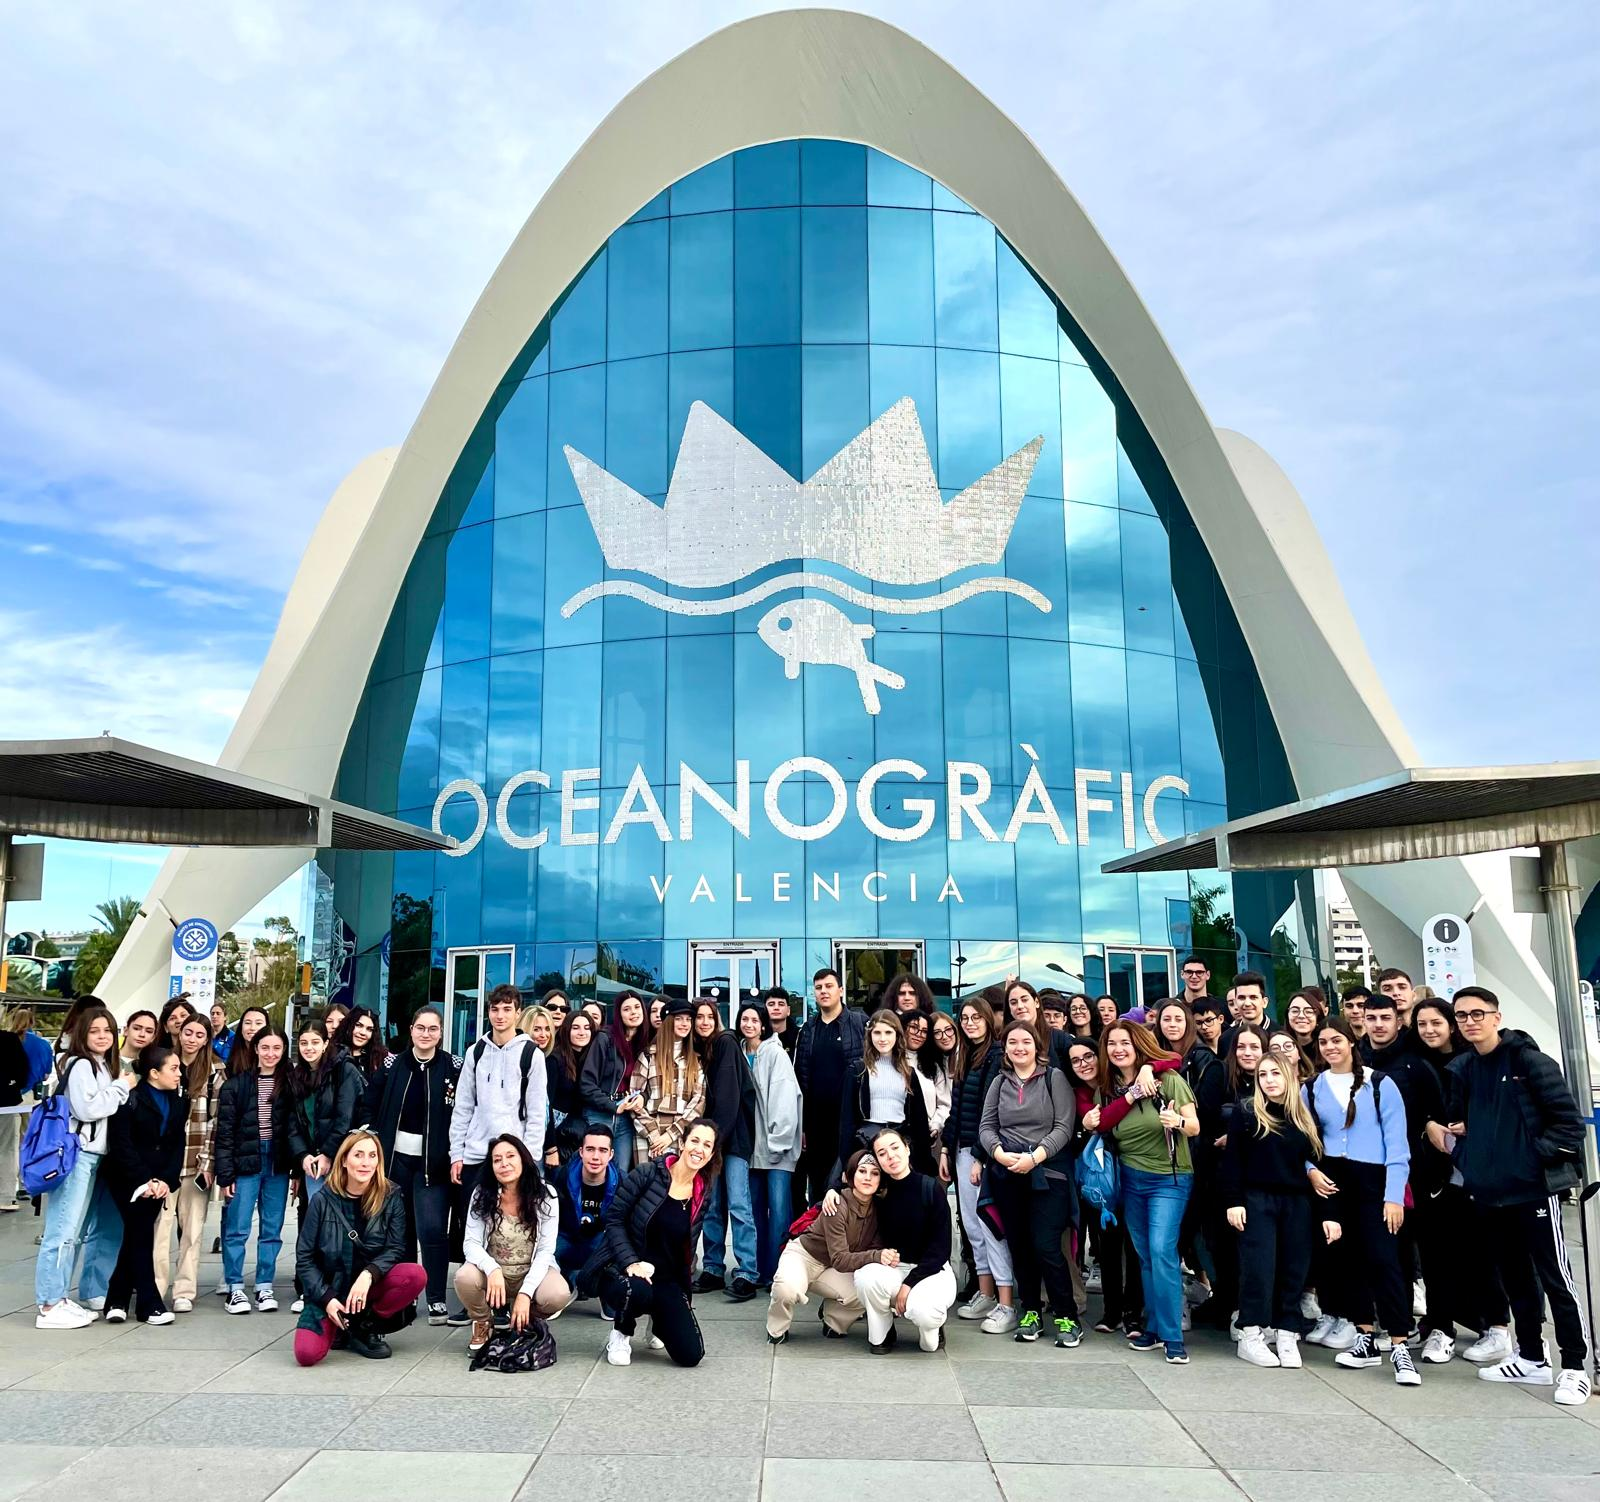 OCEANOGRÀFIC
VALENCIA
ENTRADA
ENTRADA
i